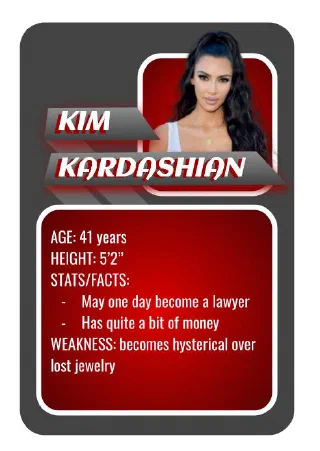 KIM
KARDASHIAN
AGE: 41 years
HEIGHT: 5'2"
STATS/FACTS:
- May one day become a lawyer
- Has quite a bit of money
WEAKNESS: becomes hysterical over
lost jewelry